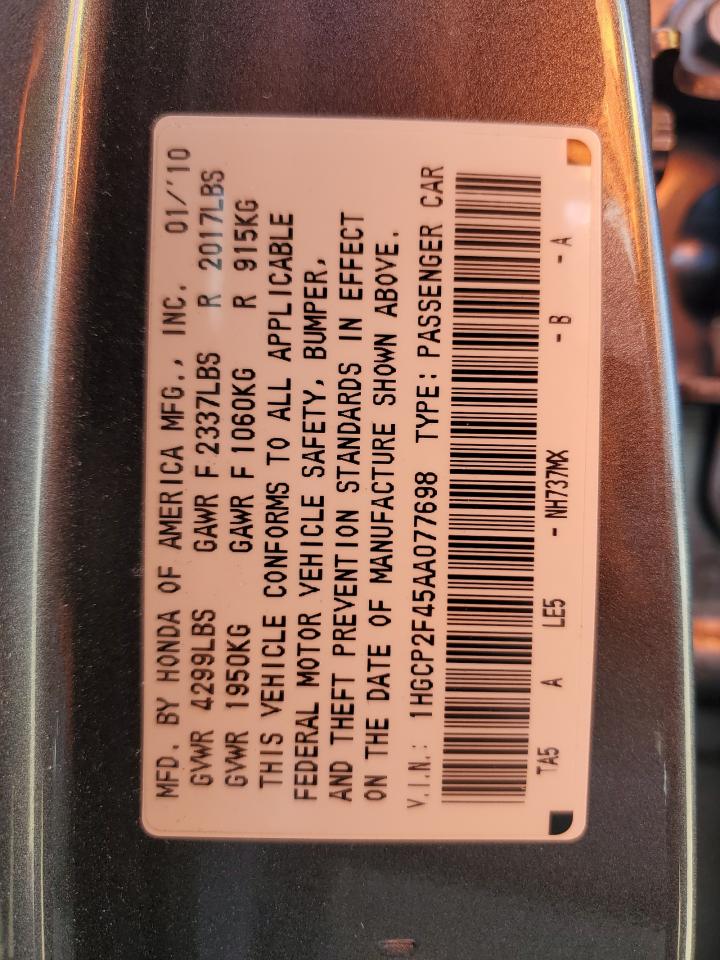 MFD. BY HONDA OF AMERICA MFG., INC. 01/'10
GVWR 4299LBS GAWR F 2337LBS R 2017LBS
GVWR 1950KG GAWR F 1060KG R 915KG
THIS VEHICLE CONFORMS TO ALL APPLICABLE
FEDERAL MOTOR VEHICLE SAFETY, BUMPER,
AND THEFT PREVENTION STANDARDS IN EFFECT
ON THE DATE OF MANUFACTURE SHOWN ABOVE.
V.I.N.: 1HGCP2F45AA077698 TYPE: PASSENGER CAR
TA5 A LE5 - NH737MX - B - A